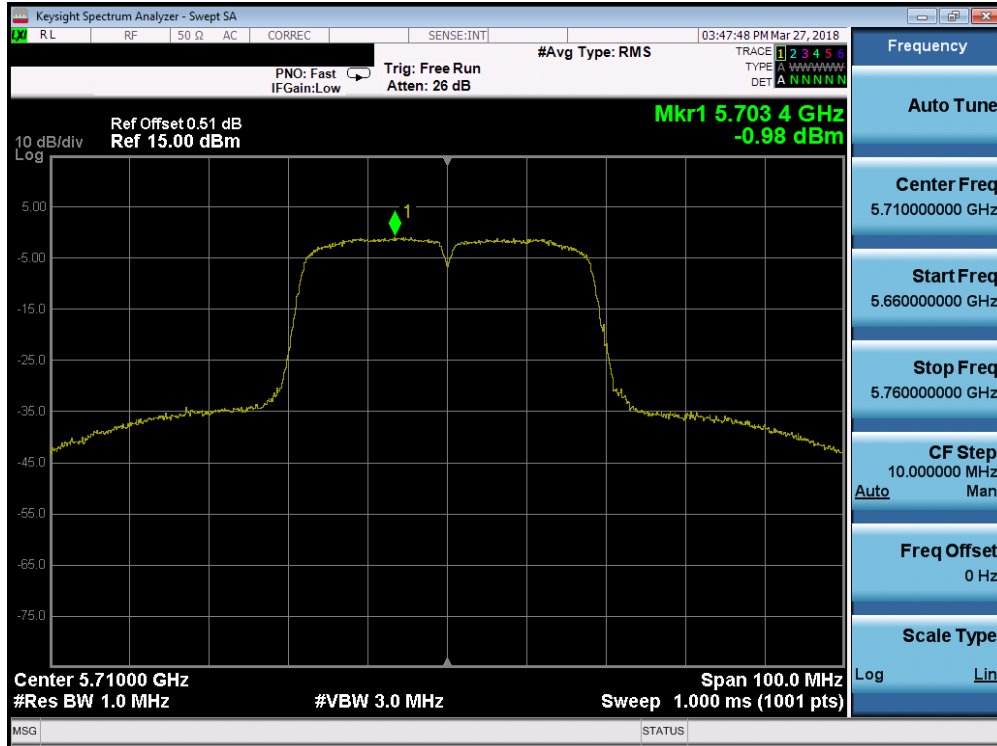 Keysight Spectrum Analyzer - Swept SA
LXI RL RF 50 Ω AC CORREC SENSE:INT 03:47:48 PM Mar 27, 2018
#Avg Type: RMS
TRACE 1 2 3 4 5 6
TYPE A WWWWW
DET A N N N N N
PNO: Fast Trig: Free Run
IFGain:Low Atten: 26 dB
Mkr1 5.703 4 GHz
-0.98 dBm
Ref Offset 0.51 dB
10 dB/div Ref 15.00 dBm
Log
1
5.00
-5.00
-15.0
-25.0
-35.0
-45.0
-55.0
-65.0
-75.0
Center 5.71000 GHz Span 100.0 MHz
#Res BW 1.0 MHz #VBW 3.0 MHz Sweep 1.000 ms (1001 pts)
MSG STATUS
Frequency
Auto Tune
Center Freq
5.710000000 GHz
Start Freq
5.660000000 GHz
Stop Freq
5.760000000 GHz
CF Step
10.000000 MHz
Auto Man
Freq Offset
0 Hz
Scale Type
Log Lin